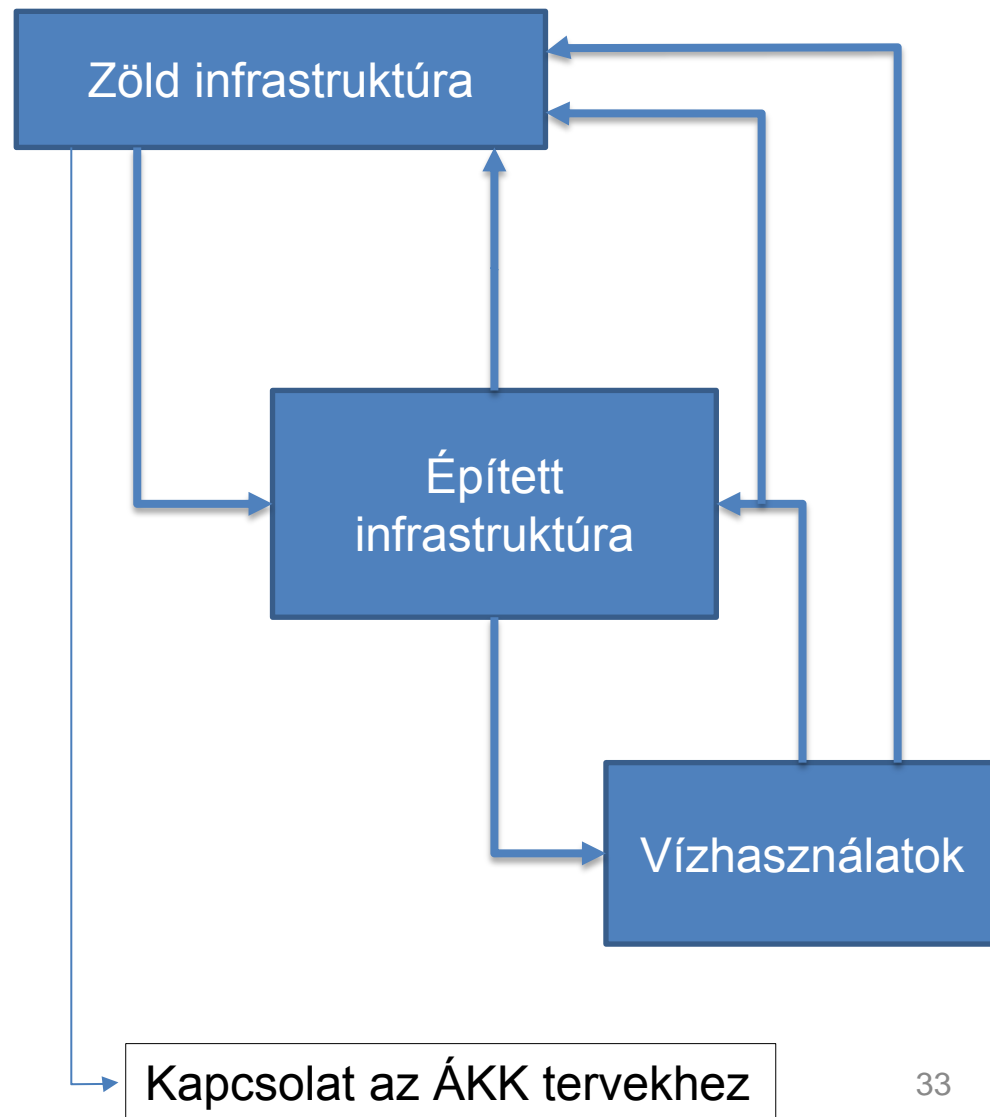 Zöld infrastruktúra
Épített
infrastruktúra
Vízhasználatok
Kapcsolat az ÁKK tervekhez
33